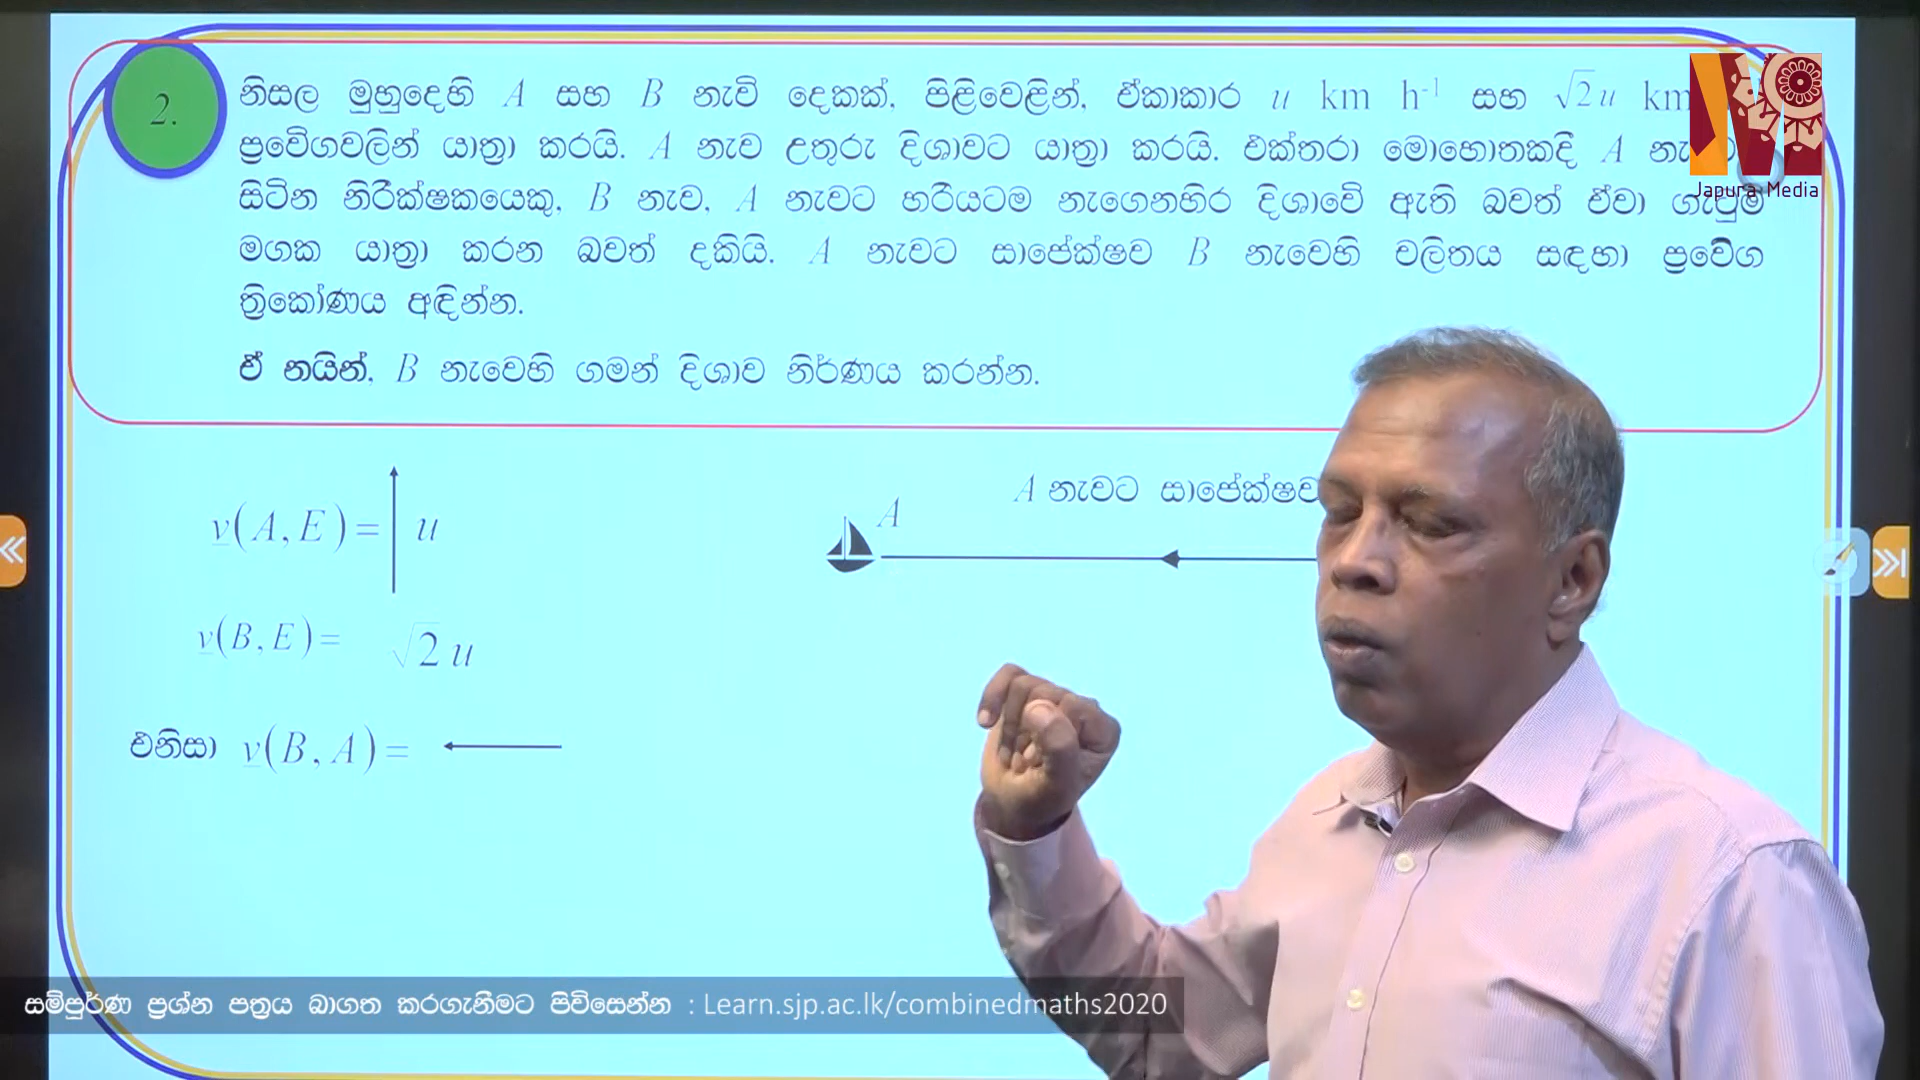 2.
නිසල මුහුදෙහි A සහ B නැව් දෙකක්, පිළිවෙළින්, ඒකාකාර u km h-1 සහ √2 u km
ප්‍රවේගවලින් යාත්‍රා කරයි. A නැව උතුරු දිශාවට යාත්‍රා කරයි. එක්තරා මොහොතකදී A
සිටින නිරීක්ෂකයෙකු, B නැව, A නැවට හරියටම නැගෙනහිර දිශාවේ ඇති බවත් ඒවා ගැටුම්
මගක යාත්‍රා කරන බවත් දකියි. A නැවට සාපේක්ෂව B නැවෙහි චලිතය සඳහා ප්‍රවේග
ත්‍රිකෝණය අඳින්න.
ඒ නයින්, B නැවෙහි ගමන් දිශාව නිර්ණය කරන්න.
Japura Media
v(A, E) = u
A නැවට සාපේක්ෂව
A
v(B, E) = √2 u
එනිසා v(B, A) =
සම්පූර්ණ ප්‍රශ්න පත්‍රය බාගත කරගැනීමට පිවිසෙන්න : Learn.sjp.ac.lk/combinedmaths2020